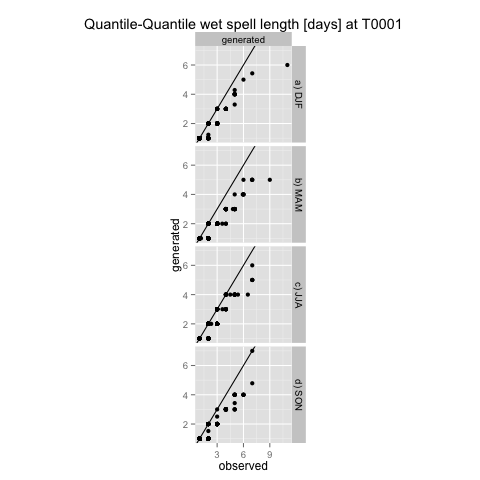 Quantile-Quantile wet spell length [days] at T0001
generated
6
4
2
a) DJF
6
4
2
b) MAM
generated
6
4
2
c) JJA
6
4
2
d) SON
3 6 9
observed